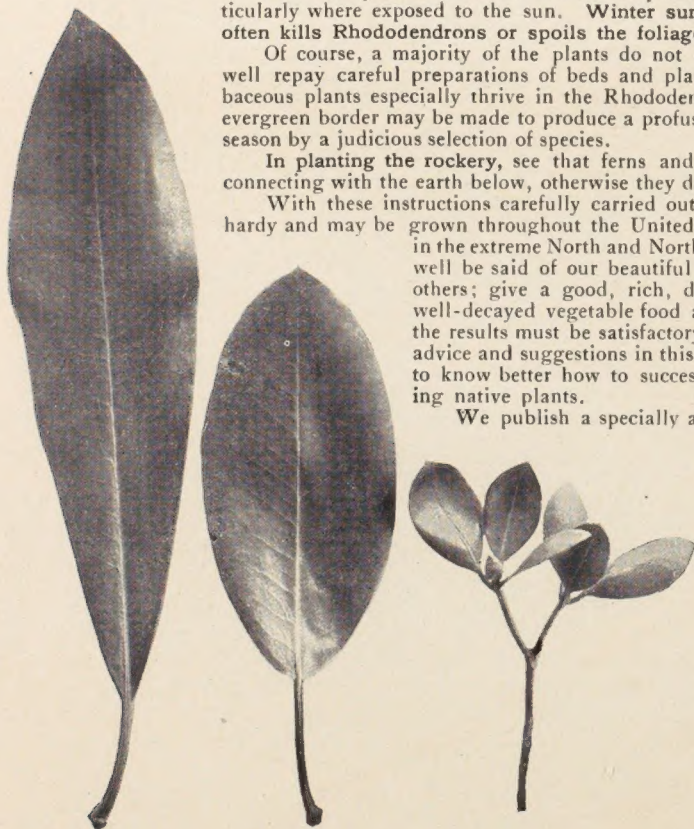 ticularly where exposed to the sun. Winter sun
often kills Rhododendrons or spoils the foliage
Of course, a majority of the plants do not
well repay careful preparations of beds and pla
baceous plants especially thrive in the Rhododen
evergreen border may be made to produce a profus
season by a judicious selection of species.
In planting the rockery, see that ferns and
connecting with the earth below, otherwise they d
With these instructions carefully carried out
hardy and may be grown throughout the United
in the extreme North and North
well be said of our beautiful
others; give a good, rich, d
well-decayed vegetable food a
the results must be satisfactory
advice and suggestions in this
to know better how to succes
ing native plants.
We publish a specially a